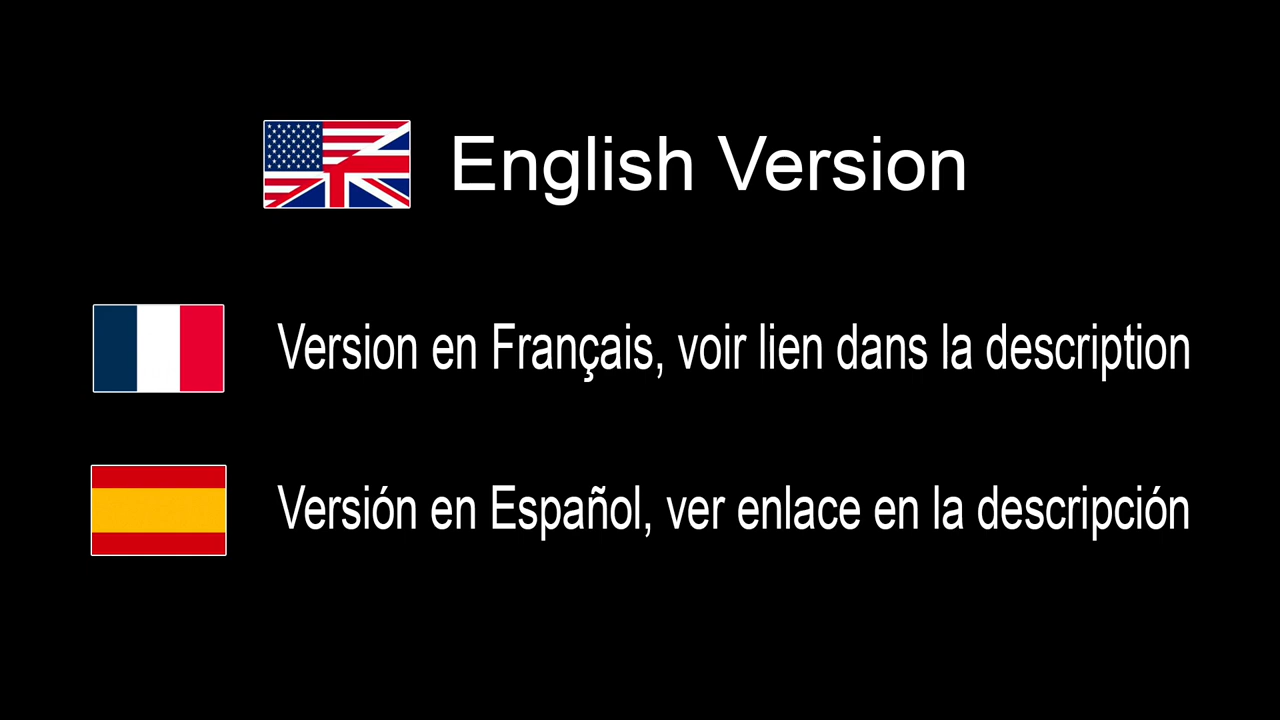 English Version
Version en Français, voir lien dans la description
Versión en Español, ver enlace en la descripción